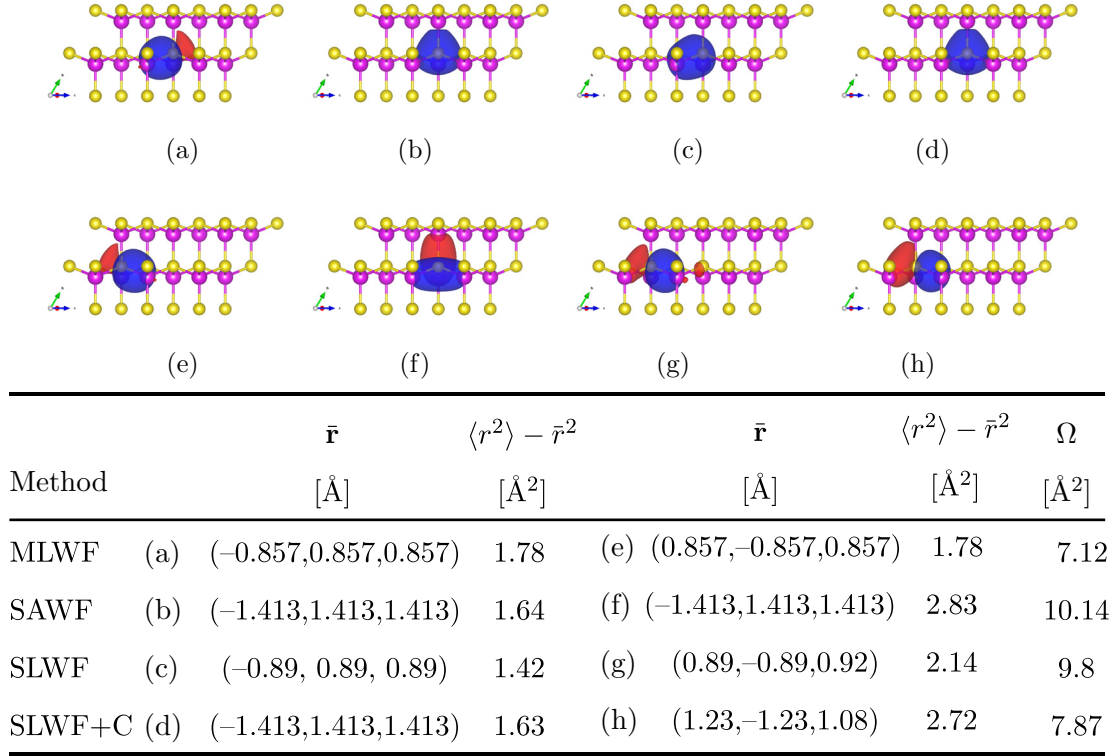 (a) (b) (c) (d)
(e) (f) (g) (h)
r̄ ⟨r²⟩ − r̄² r̄ ⟨r²⟩ − r̄² Ω
Method [Å] [Å²] [Å] [Å²] [Å²]
MLWF (a) (–0.857,0.857,0.857) 1.78 (e) (0.857,–0.857,0.857) 1.78 7.12
SAWF (b) (–1.413,1.413,1.413) 1.64 (f) (–1.413,1.413,1.413) 2.83 10.14
SLWF (c) (–0.89, 0.89, 0.89) 1.42 (g) (0.89,–0.89,0.92) 2.14 9.8
SLWF+C (d) (–1.413,1.413,1.413) 1.63 (h) (1.23,–1.23,1.08) 2.72 7.87